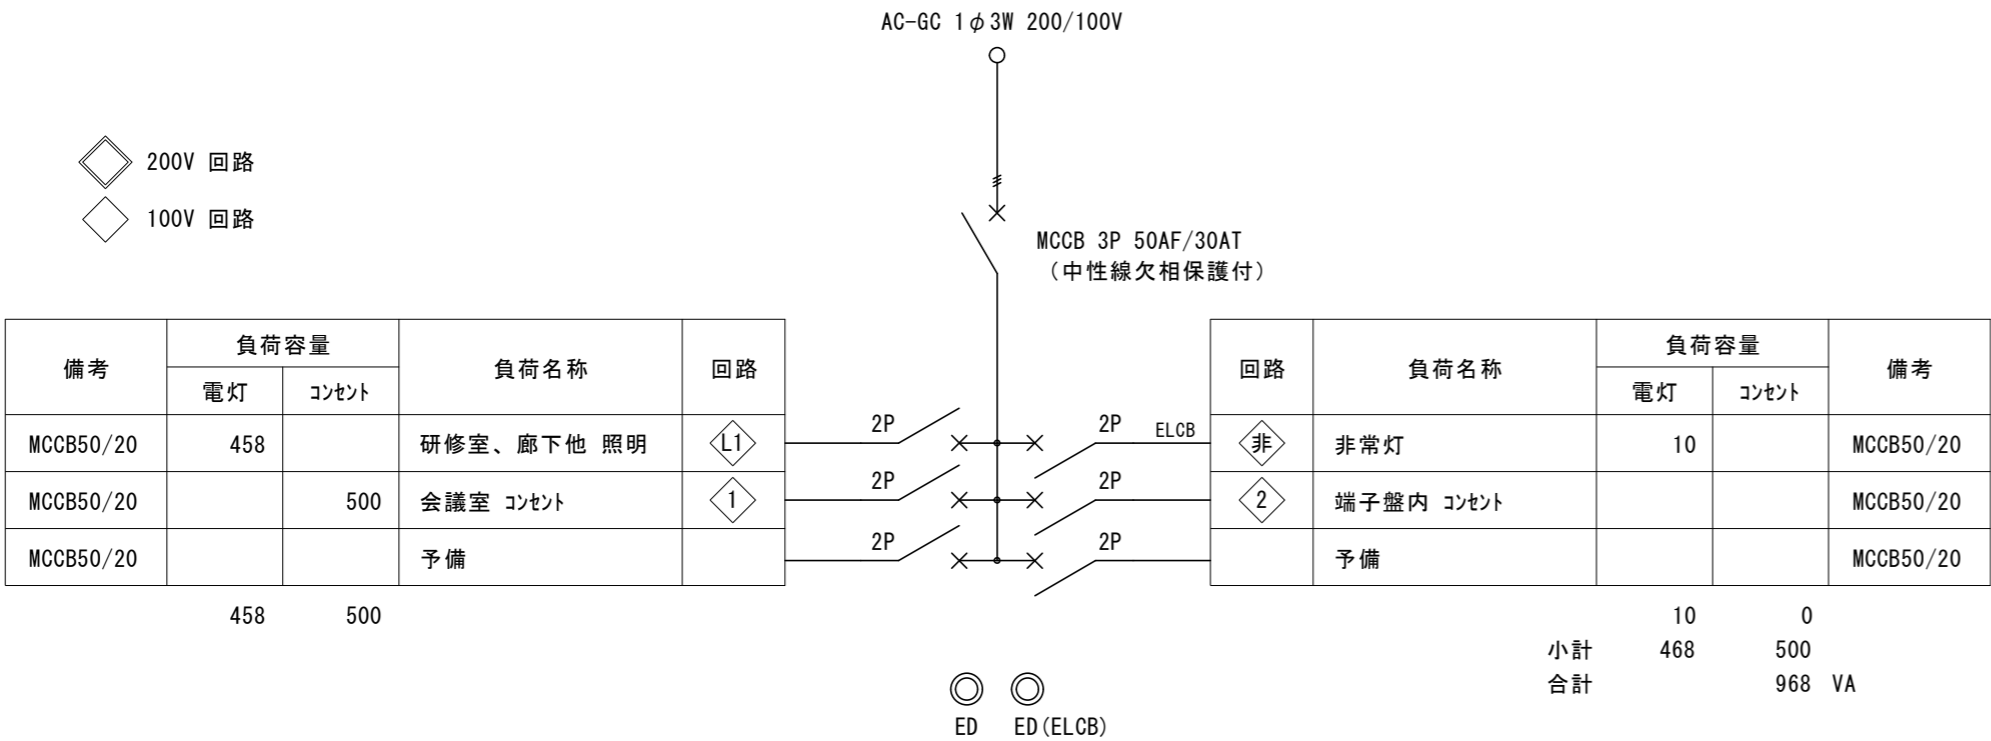 AC-GC 1φ3W 200/100V
200V 回路
100V 回路
MCCB 3P 50AF/30AT
（中性線欠相保護付）
備考 負荷容量 負荷名称 回路
電灯 ｺﾝｾﾝﾄ
MCCB50/20 458 研修室、廊下他 照明 L1 2P
MCCB50/20 500 会議室 ｺﾝｾﾝﾄ 1 2P
MCCB50/20 予備 2P
458 500
回路 負荷名称 負荷容量 備考
電灯 ｺﾝｾﾝﾄ
2P ELCB 非 非常灯 10 MCCB50/20
2P 2 端子盤内 ｺﾝｾﾝﾄ MCCB50/20
2P 予備 MCCB50/20
10 0
小計 468 500
合計 968 VA
ED ED(ELCB)